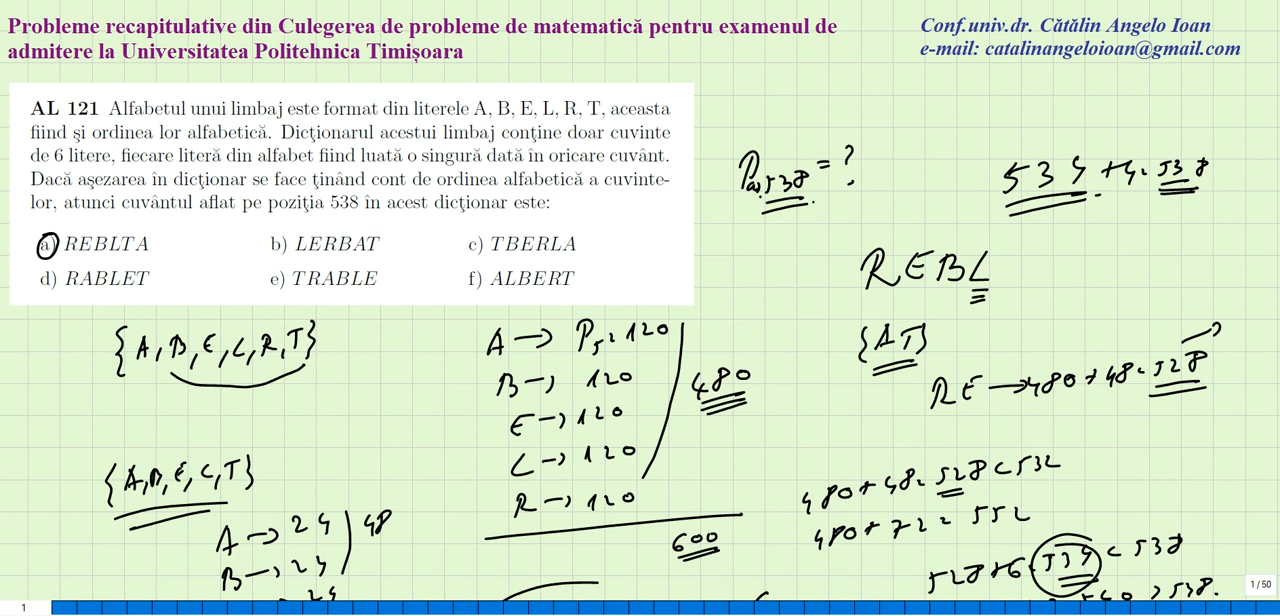 Probleme recapitulative din Culegerea de probleme de matematică pentru examenul de
admitere la Universitatea Politehnica Timișoara
Conf.univ.dr. Cătălin Angelo Ioan
e-mail: catalinangeloioan@gmail.com
AL 121 Alfabetul unui limbaj este format din literele A, B, E, L, R, T, aceasta
fiind şi ordinea lor alfabetică. Dicţionarul acestui limbaj conţine doar cuvinte
de 6 litere, fiecare literă din alfabet fiind luată o singură dată în oricare cuvânt.
Dacă aşezarea în dicţionar se face ţinând cont de ordinea alfabetică a cuvinte-
lor, atunci cuvântul aflat pe poziţia 538 în acest dicţionar este:
a) REBLTA b) LERBAT c) TBERLA
d) RABLET e) TRABLE f) ALBERT
538 = ?
534 + 4 = 538
REBL
{A T}
RE → 480 + 48 = 528
{A, B, E, L, R, T}
A → P5 = 120
B → 120
E → 120
L → 120
480
R → 120
600
{A, B, E, L, T}
A → 24
B → 24
48
24
480 + 48 = 528 < 532
480 + 72 = 552
528 + 6 = 534 < 538
540 > 538.
1 / 50
1